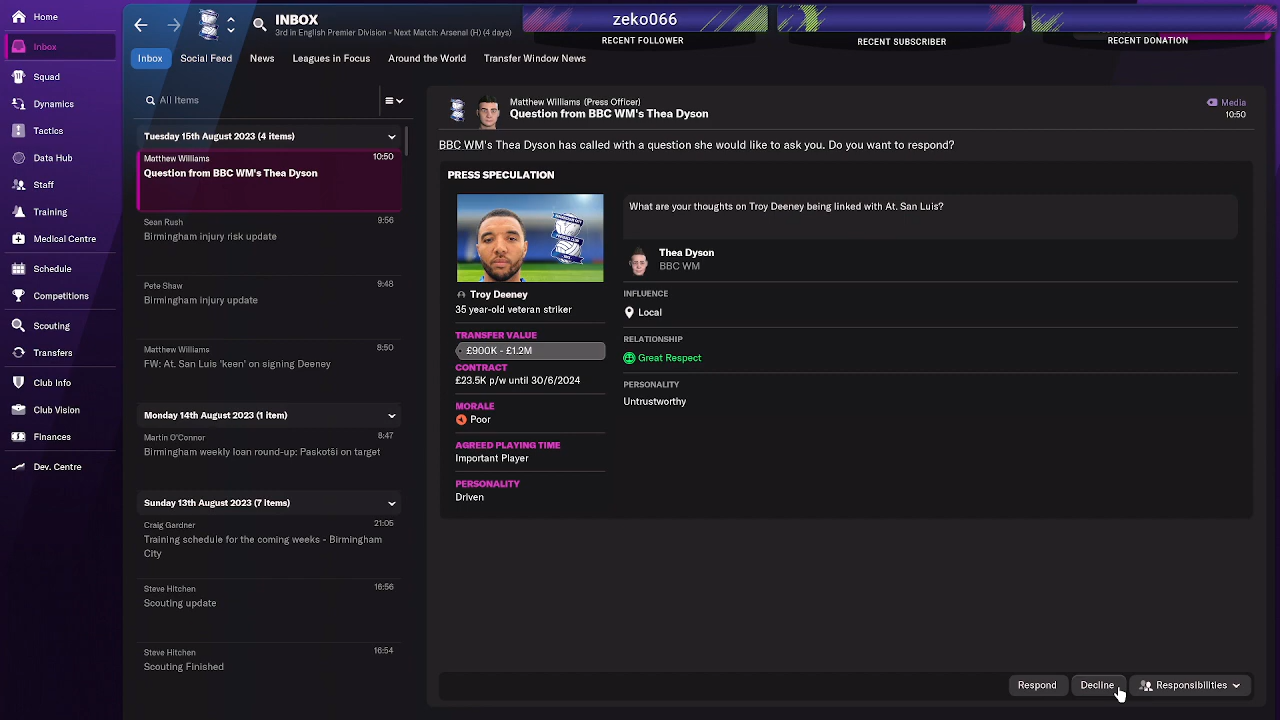 Home
Inbox
Squad
Dynamics
Tactics
Data Hub
Staff
Training
Medical Centre
Schedule
Competitions
Scouting
Transfers
Club Info
Club Vision
Finances
Dev. Centre
INBOX
3rd in English Premier Division - Next Match: Arsenal (H) (4 days)
zeko066
RECENT FOLLOWER
RECENT SUBSCRIBER
RECENT DONATION
Inbox
Social Feed
News
Leagues in Focus
Around the World
Transfer Window News
All Items
Tuesday 15th August 2023 (4 items)
Matthew Williams 10:50
Question from BBC WM's Thea Dyson
Sean Rush 9:56
Birmingham injury risk update
Pete Shaw 9:48
Birmingham injury update
Matthew Williams 8:50
FW: At. San Luis 'keen' on signing Deeney
Monday 14th August 2023 (1 item)
Martin O'Connor 8:47
Birmingham weekly loan round-up: Paskotši on target
Sunday 13th August 2023 (7 items)
Craig Gardner 21:05
Training schedule for the coming weeks - Birmingham
City
Steve Hitchen 16:56
Scouting update
Steve Hitchen 16:54
Scouting Finished
Matthew Williams (Press Officer)
Question from BBC WM's Thea Dyson
Media
10:50
BBC WM's Thea Dyson has called with a question she would like to ask you. Do you want to respond?
PRESS SPECULATION
Troy Deeney
35 year-old veteran striker
TRANSFER VALUE
£900K - £1.2M
CONTRACT
£23.5K p/w until 30/6/2024
MORALE
Poor
AGREED PLAYING TIME
Important Player
PERSONALITY
Driven
What are your thoughts on Troy Deeney being linked with At. San Luis?
Thea Dyson
BBC WM
INFLUENCE
Local
RELATIONSHIP
Great Respect
PERSONALITY
Untrustworthy
Respond
Decline
Responsibilities